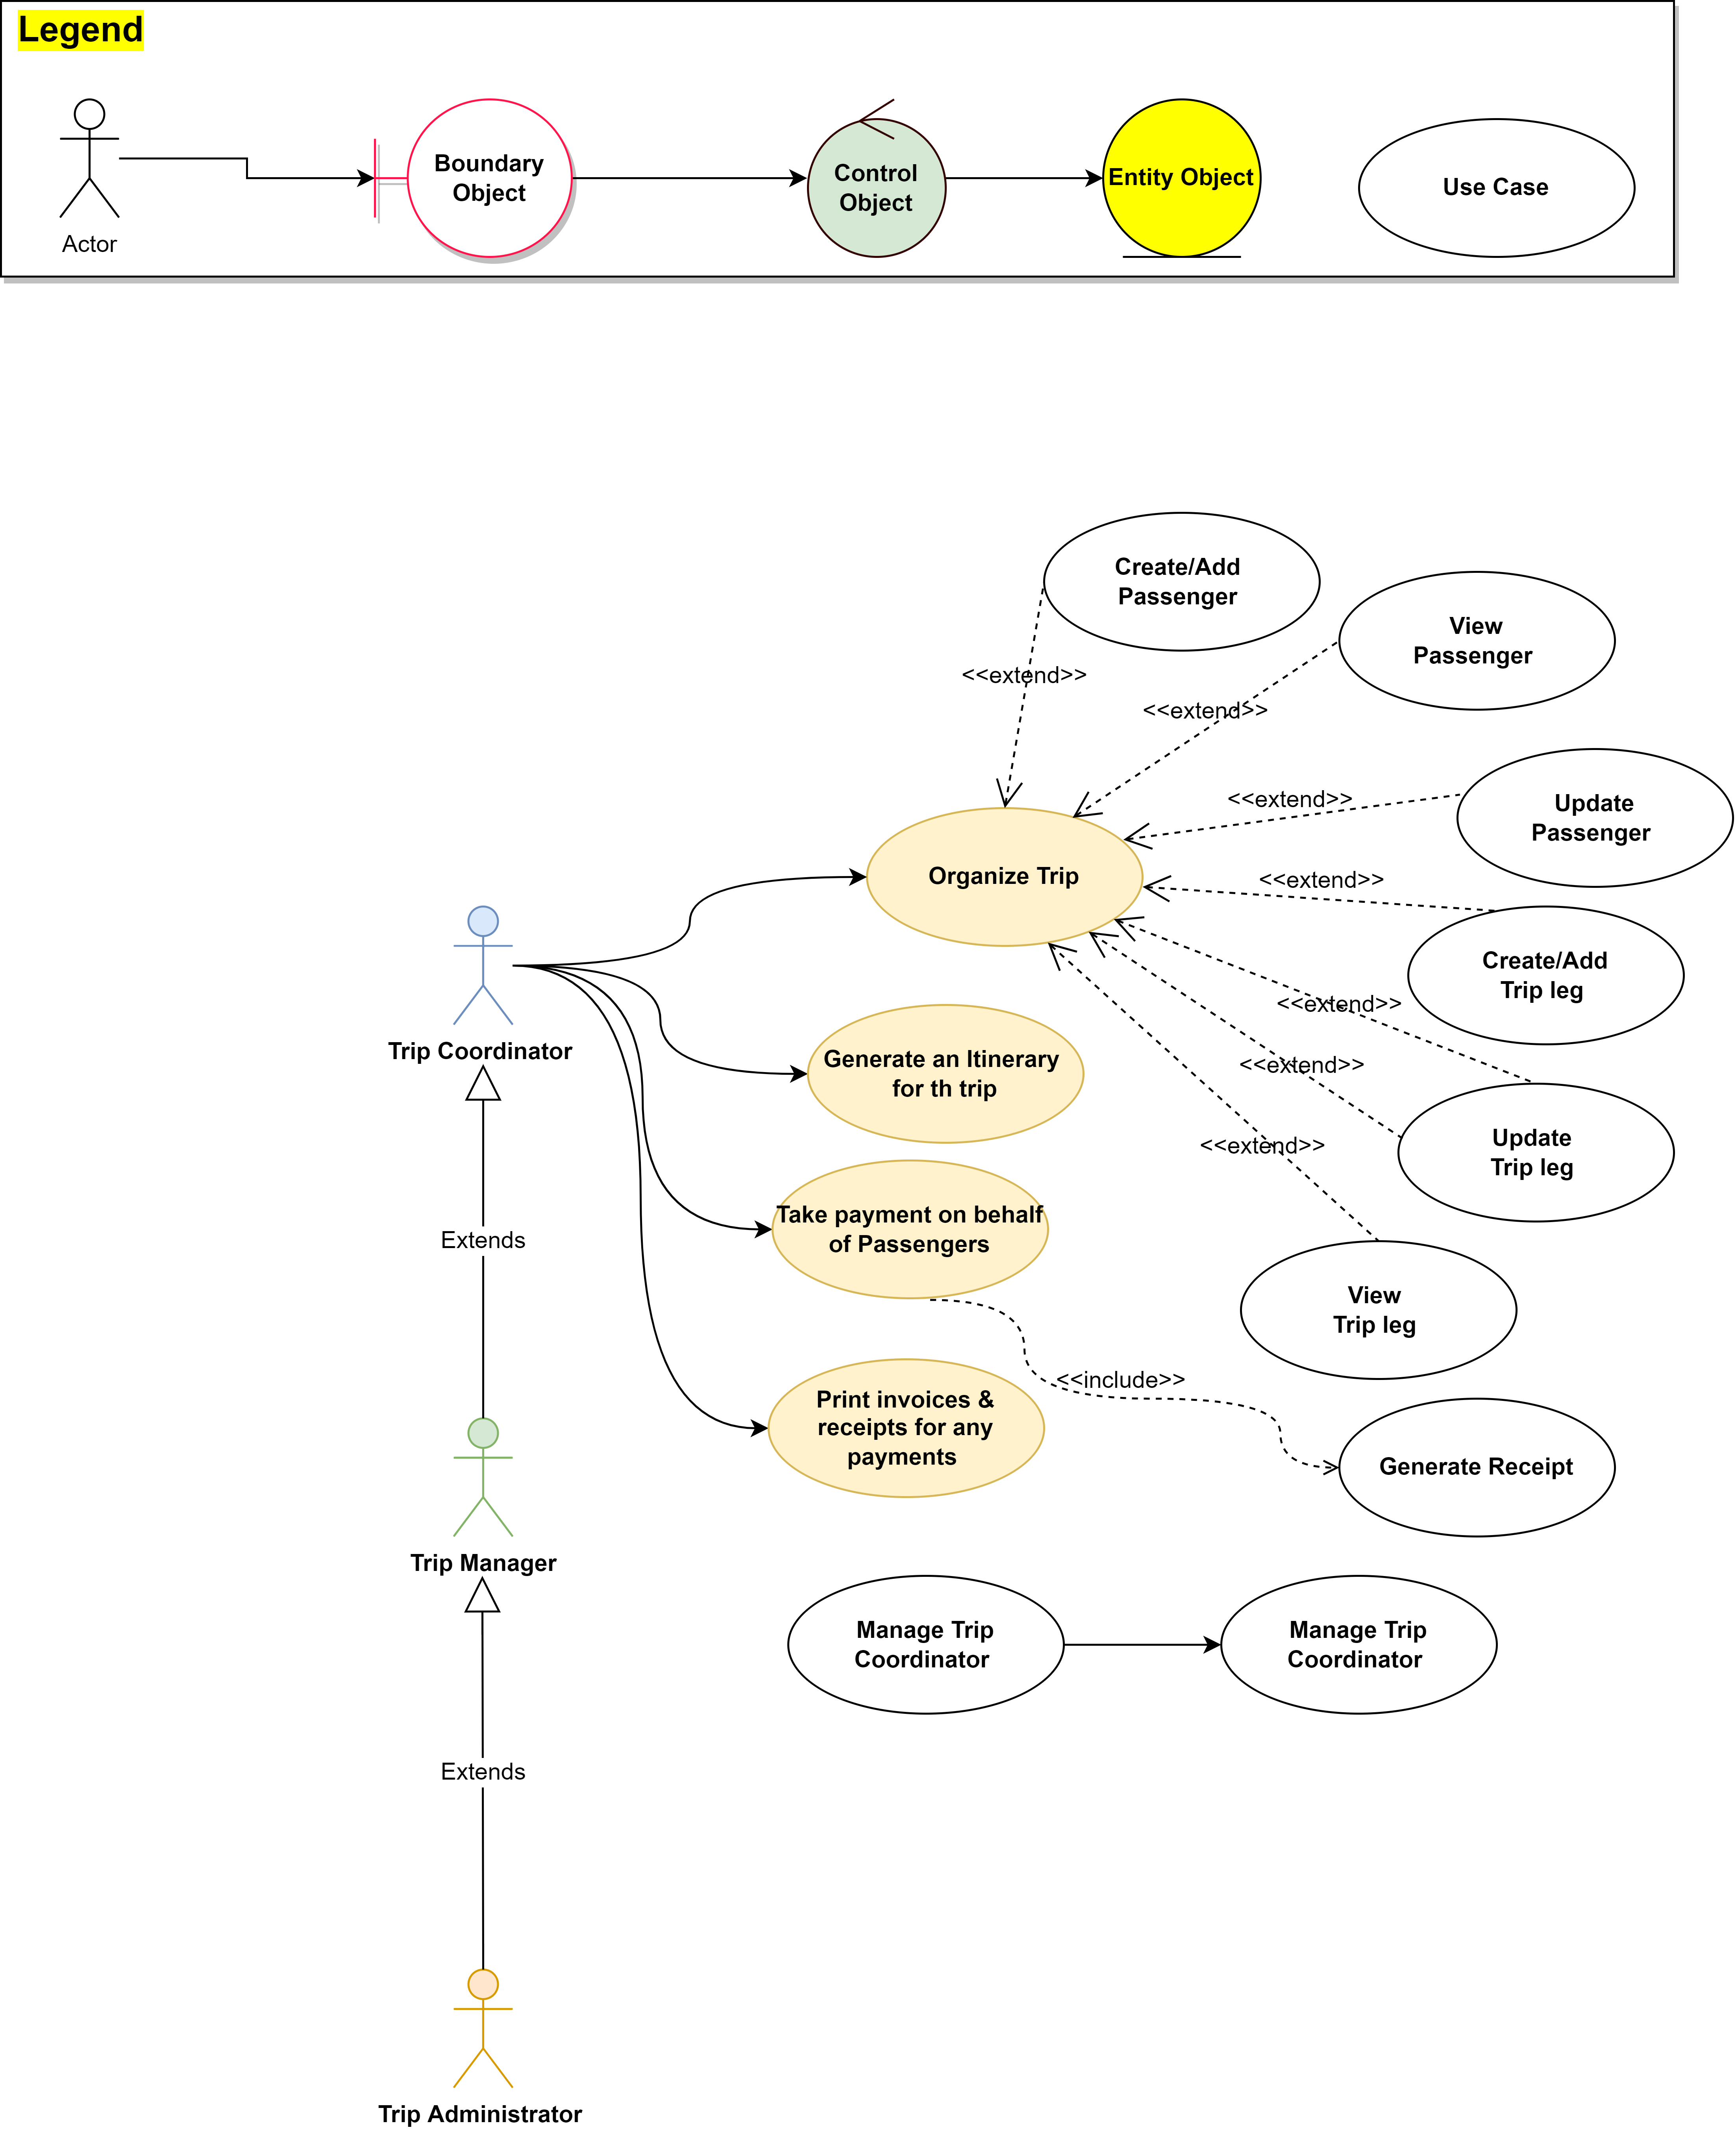 Legend
Actor
Boundary
Object
Control
Object
Entity Object
Use Case
Create/Add
Passenger
View
Passenger
<<extend>>
<<extend>>
Update
Passenger
<<extend>>
Organize Trip
<<extend>>
Create/Add
Trip leg
<<extend>>
Trip Coordinator
Generate an Itinerary
for th trip
<<extend>>
Update
Trip leg
<<extend>>
Take payment on behalf
of Passengers
Extends
View
Trip leg
<<include>>
Print invoices &
receipts for any
payments
Generate Receipt
Trip Manager
Manage Trip
Coordinator
Manage Trip
Coordinator
Extends
Trip Administrator